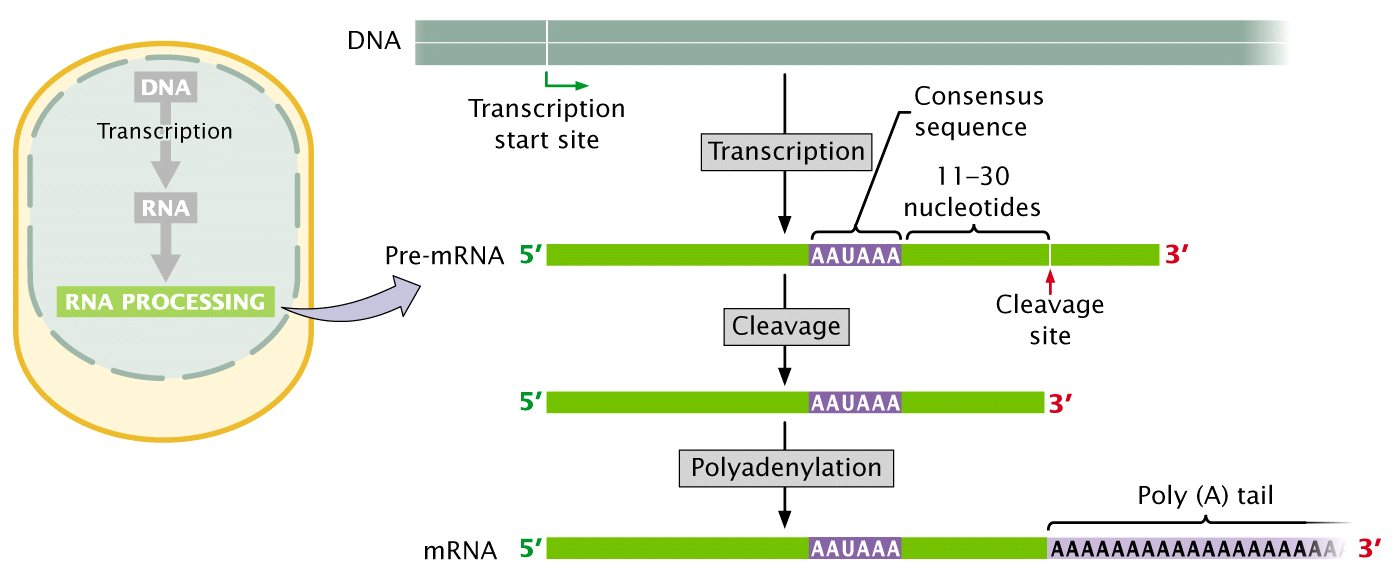 DNA
Transcription
RNA
RNA PROCESSING
DNA
Transcription
start site
Transcription
Consensus
sequence
11–30
nucleotides
Pre-mRNA 5′ AAUAAA 3′
Cleavage
site
Cleavage
5′ AAUAAA 3′
Polyadenylation
Poly (A) tail
mRNA 5′ AAUAAA AAAAAAAAAAAAAAAAAAAA 3′